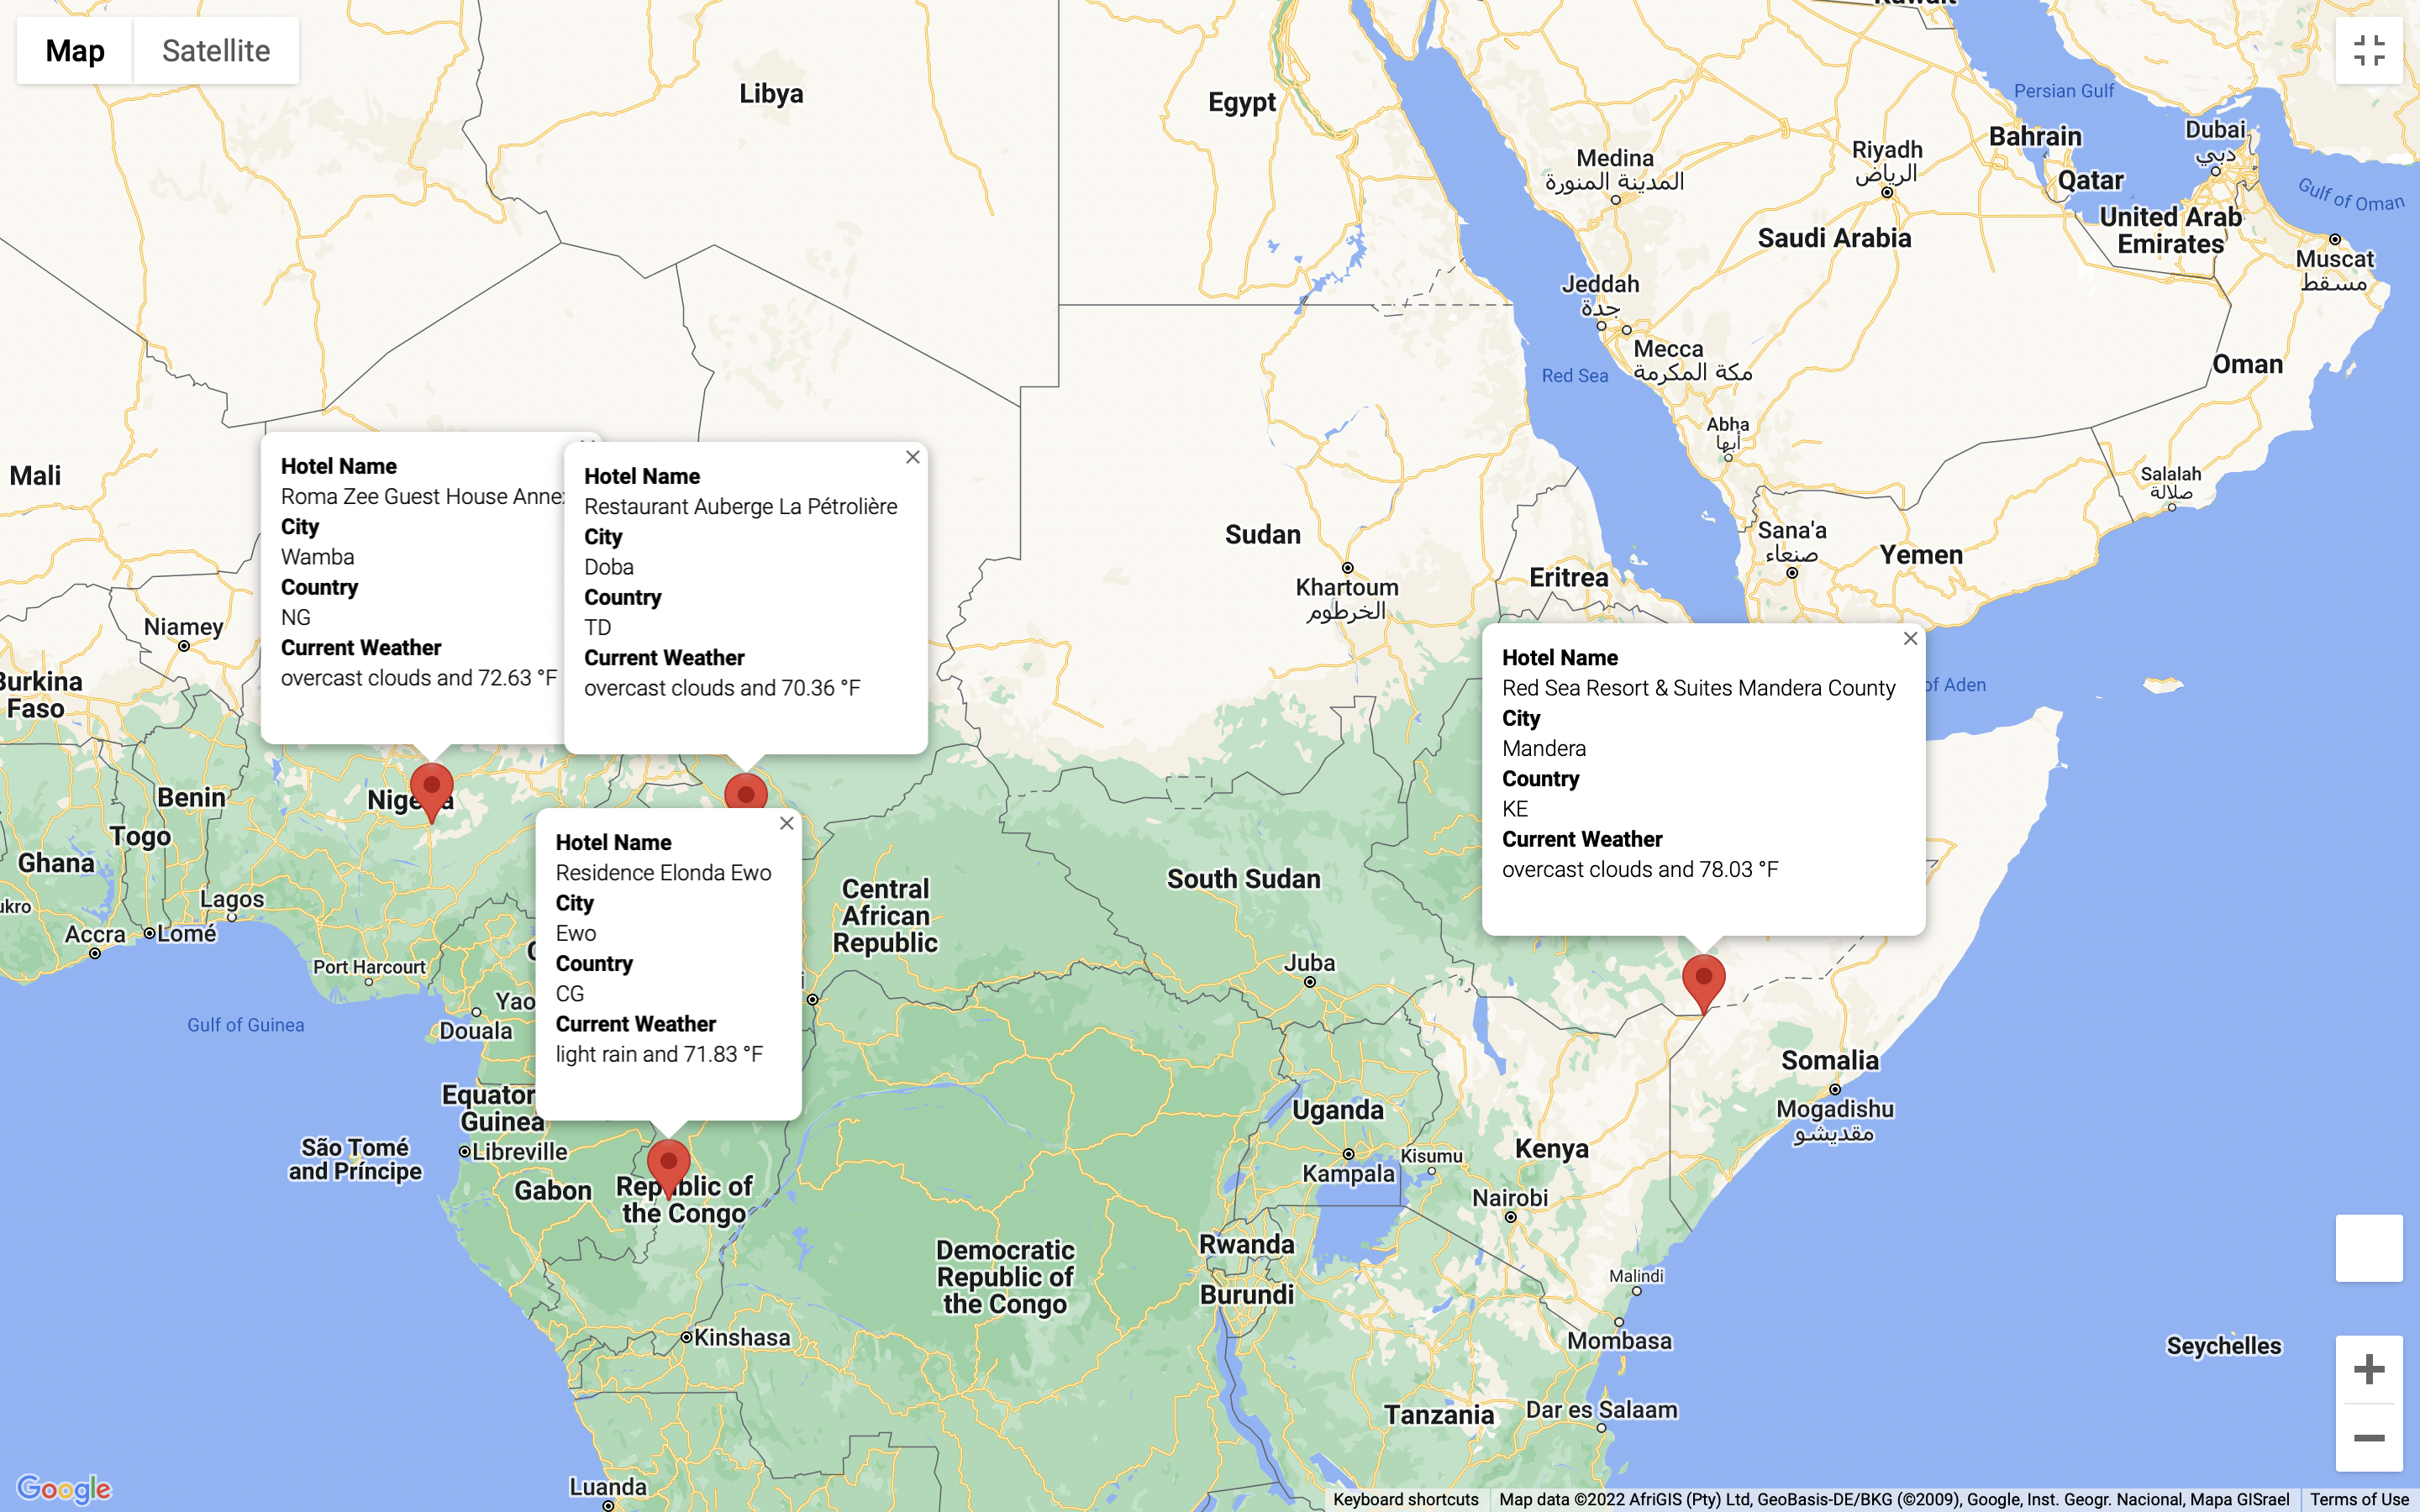 Map
Satellite
Kuwait
Libya
Egypt
Persian Gulf
Bahrain
Dubai
دبي
Medina
المدينة المنورة
Riyadh
الرياض
Qatar
Gulf of Oman
United Arab
Emirates
Saudi Arabia
Muscat
مسقط
Jeddah
جدة
Mecca
مكة المكرمة
Red Sea
Oman
Abha
أبها
Salalah
صلالة
Mali
Sudan
Khartoum
الخرطوم
Eritrea
Sana'a
صنعاء
Yemen
Hotel Name
Roma Zee Guest House Annex
City
Wamba
Country
NG
Current Weather
overcast clouds and 72.63 °F
Hotel Name
Restaurant Auberge La Pétrolière
City
Doba
Country
TD
Current Weather
overcast clouds and 70.36 °F
Hotel Name
Red Sea Resort & Suites Mandera County
City
Mandera
Country
KE
Current Weather
overcast clouds and 78.03 °F
of Aden
Niamey
Burkina
Faso
Benin
Togo
Ghana
Nigeria
Lagos
Accra
Lomé
Port Harcourt
Gulf of Guinea
Douala
Hotel Name
Residence Elonda Ewo
City
Ewo
Country
CG
Current Weather
light rain and 71.83 °F
Central
African
Republic
South Sudan
Juba
Guinea
São Tomé
and Príncipe
Libreville
Gabon
Republic of
the Congo
Democratic
Republic of
the Congo
Uganda
Kampala
Kisumu
Kenya
Nairobi
Somalia
Mogadishu
مقديشو
Rwanda
Burundi
Malindi
Mombasa
Seychelles
Kinshasa
Tanzania
Dar es Salaam
Luanda
Google
Keyboard shortcuts
Map data ©2022 AfriGIS (Pty) Ltd, GeoBasis-DE/BKG (©2009), Google, Inst. Geogr. Nacional, Mapa GISrael
Terms of Use